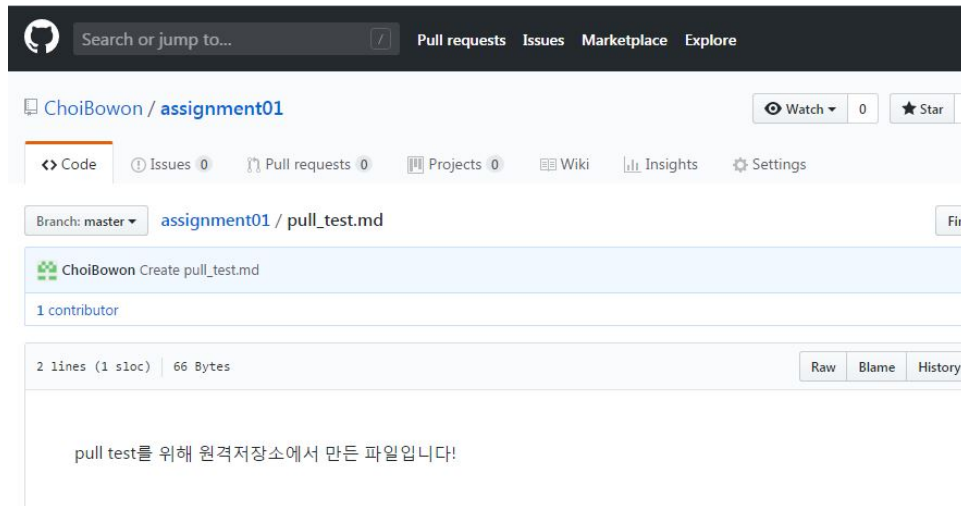 Search or jump to... /
Pull requests Issues Marketplace Explore
ChoiBowon / assignment01
Watch 0 Star
<> Code Issues 0 Pull requests 0 Projects 0 Wiki Insights Settings
Branch: master assignment01 / pull_test.md
ChoiBowon Create pull_test.md
1 contributor
2 lines (1 sloc) 66 Bytes Raw Blame History
pull test를 위해 원격저장소에서 만든 파일입니다!